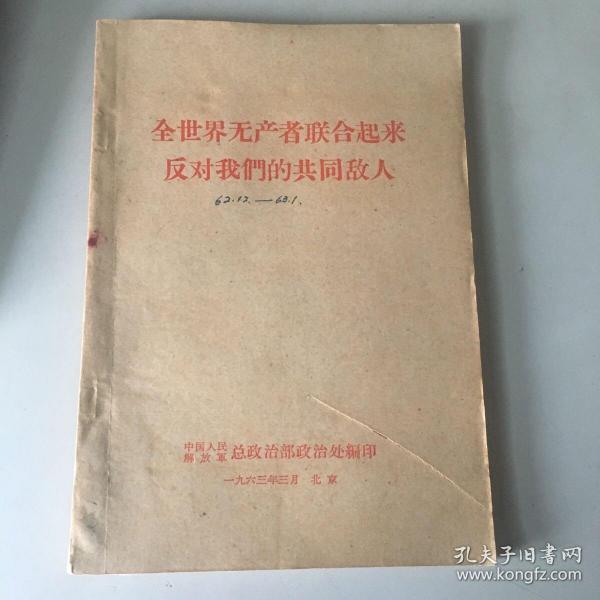 全世界无产者联合起来
反对我們的共同敌人
62.12.—63.1.
中国人民
解放軍 总政治部政治处編印
一九六三年三月 北京
孔夫子旧书网
www.kongfz.com